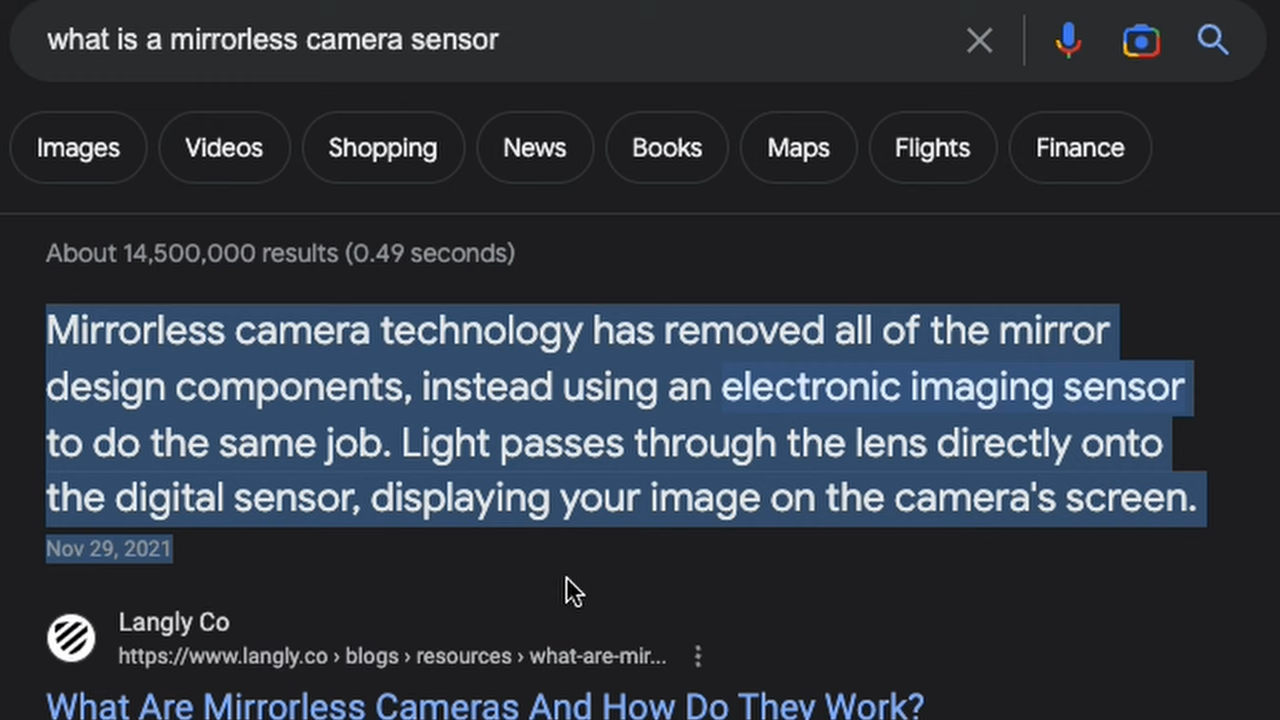 what is a mirrorless camera sensor
Images Videos Shopping News Books Maps Flights Finance
About 14,500,000 results (0.49 seconds)
Mirrorless camera technology has removed all of the mirror
design components, instead using an electronic imaging sensor
to do the same job. Light passes through the lens directly onto
the digital sensor, displaying your image on the camera's screen.
Nov 29, 2021
Langly Co
https://www.langly.co › blogs › resources › what-are-mir...
What Are Mirrorless Cameras And How Do They Work?